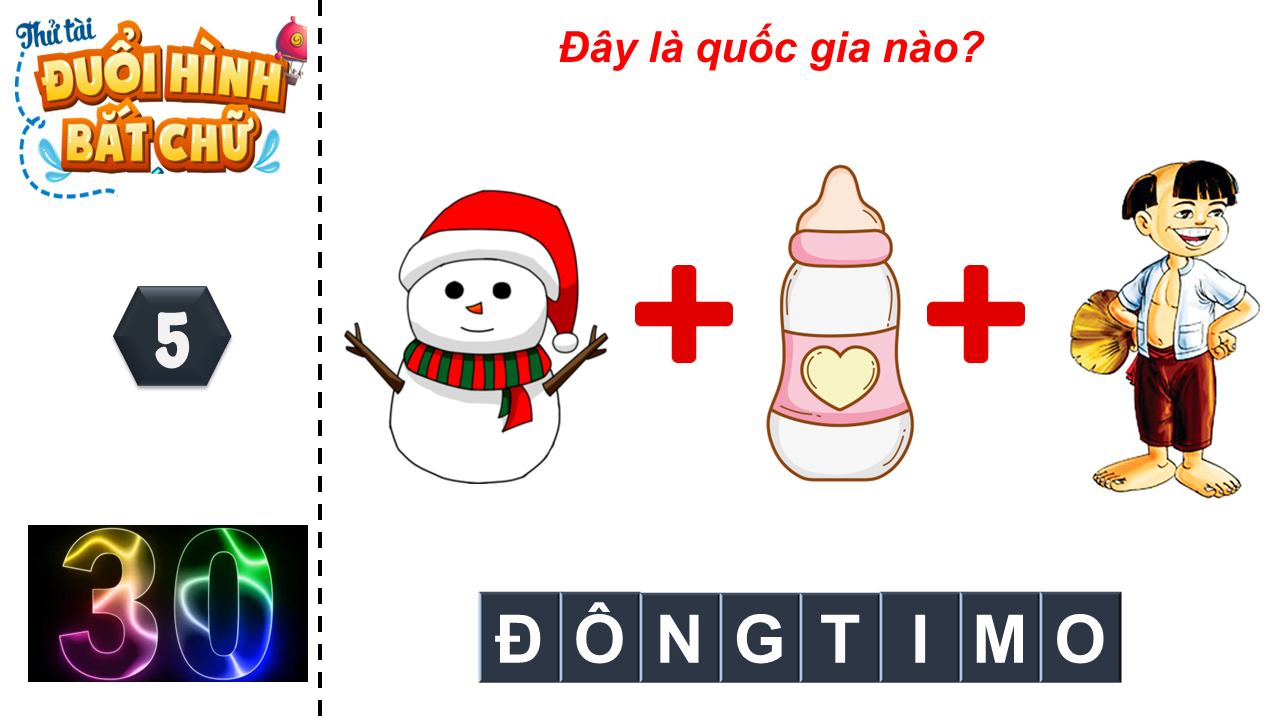 Thử tài
ĐUỔI HÌNH
BẮT CHỮ
Đây là quốc gia nào?
5
30
ĐÔNGTIMO